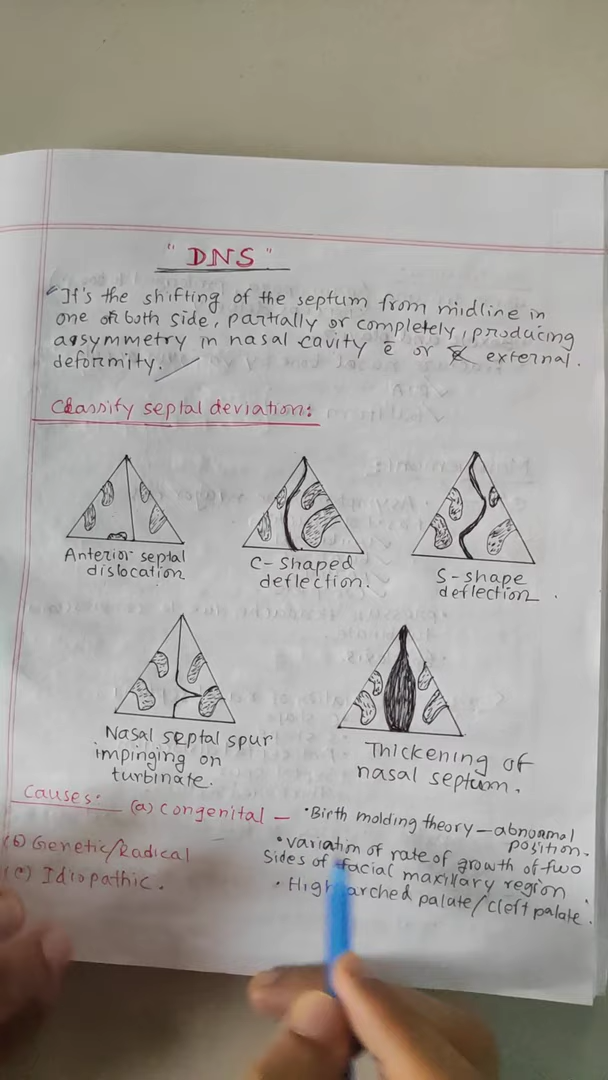 "DNS"
It's the shifting of the septum from midline in
one or both side, partially or completely, producing
assymmetry in nasal cavity c̄ or s̄ external
deformity.
Classify septal deviation:
Anterior septal
dislocation
C-shaped
deflection.
S-shape
deflection.
Nasal septal spur
impinging on
turbinate.
Thickening of
nasal septum.
Causes:
(a) Congenital — • Birth molding theory — abnoamal
position.
• Variation of rate of growth of two
sides of facial maxillary region
• High arched palate/cleft palate.
(b) Genetic/Radical
(c) Idiopathic.